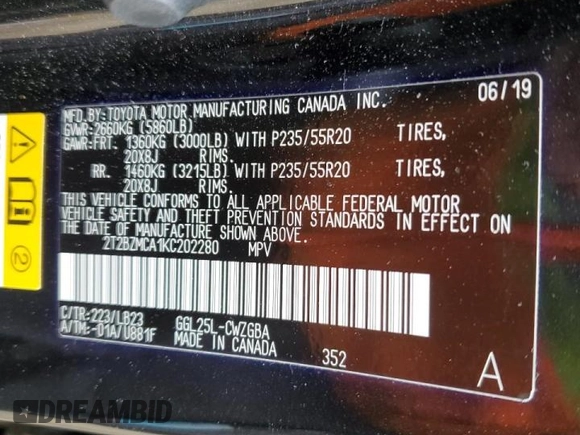 MFD.BY:TOYOTA MOTOR MANUFACTURING CANADA INC. 06/19
GVWR:2660KG (5860LB)
GAWR:FRT. 1360KG (3000LB) WITH P235/55R20 TIRES,
20X8J RIMS.
RR. 1460KG (3215LB) WITH P235/55R20 TIRES,
20X8J RIMS.
THIS VEHICLE CONFORMS TO ALL APPLICABLE FEDERAL MOTOR
VEHICLE SAFETY AND THEFT PREVENTION STANDARDS IN EFFECT ON
THE DATE OF MANUFACTURE SHOWN ABOVE.
2T2BZMCA1KC202280 MPV
C/TR:223/LB23 GGL25L-CWZGBA
A/TM:-01A/U881F MADE IN CANADA 352
A
2
DREAMBID